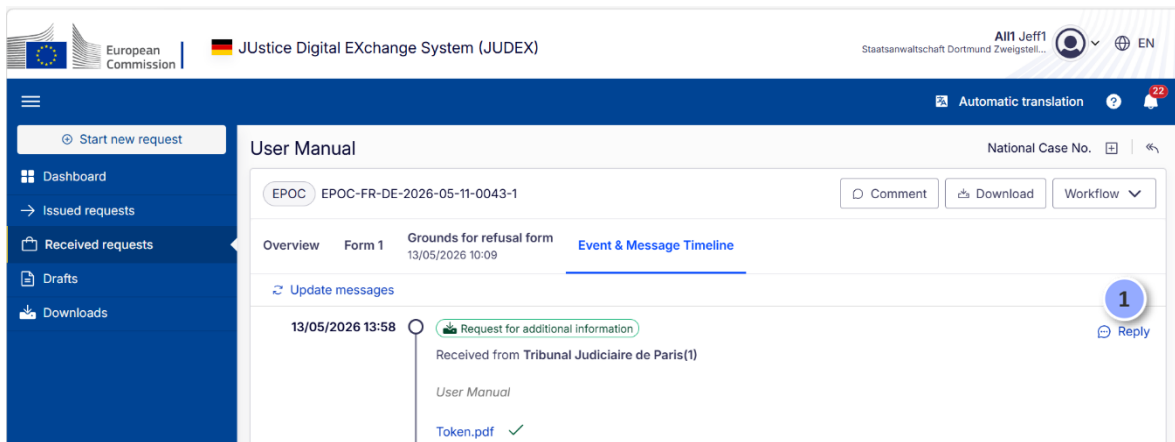 European
Commission
JUstice Digital EXchange System (JUDEX)
All1 Jeff1
Staatsanwaltschaft Dortmund Zweigstell...
EN
Automatic translation
?
22
Start new request
Dashboard
Issued requests
Received requests
Drafts
Downloads
User Manual
National Case No.
EPOC EPOC-FR-DE-2026-05-11-0043-1
Comment
Download
Workflow
Overview
Form 1
Grounds for refusal form
13/05/2026 10:09
Event & Message Timeline
Update messages
1
13/05/2026 13:58
Request for additional information
Reply
Received from Tribunal Judiciaire de Paris(1)
User Manual
Token.pdf